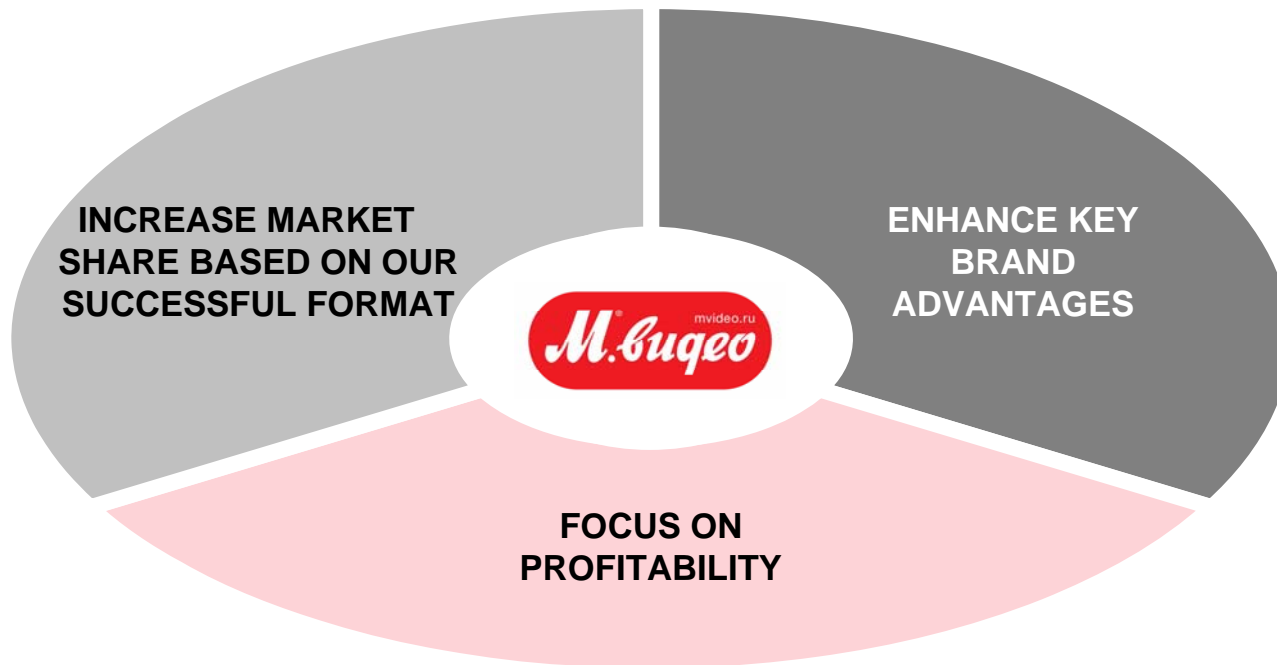 INCREASE MARKET
SHARE BASED ON OUR
SUCCESSFUL FORMAT
ENHANCE KEY
BRAND
ADVANTAGES
mvideo.ru
М.видео
FOCUS ON
PROFITABILITY